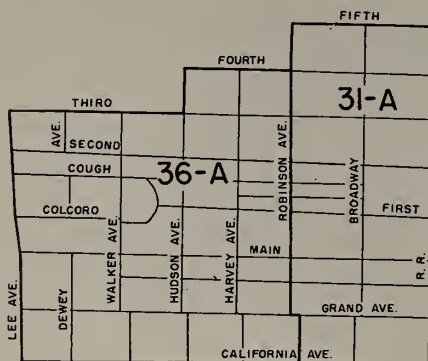 FIFTH
FOURTH
31-A
THIRO
AVE.
SECOND
COUGH
36-A
ROBINSON AVE.
BROADWAY
COLCORO
FIRST
WALKER AVE.
HUDSON AVE.
HARVEY AVE.
MAIN
R. R.
LEE AVE.
DEWEY
GRAND AVE.
CALIFORNIA AVE.